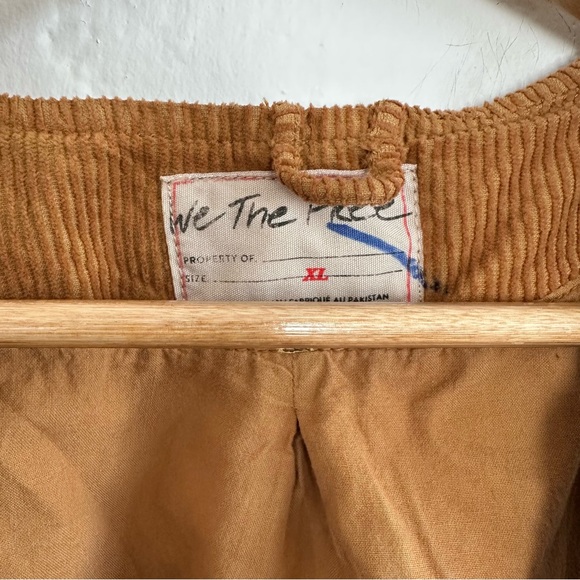 We The Free
PROPERTY OF.
SIZE. XL
FABRIQUÉ AU PAKISTAN